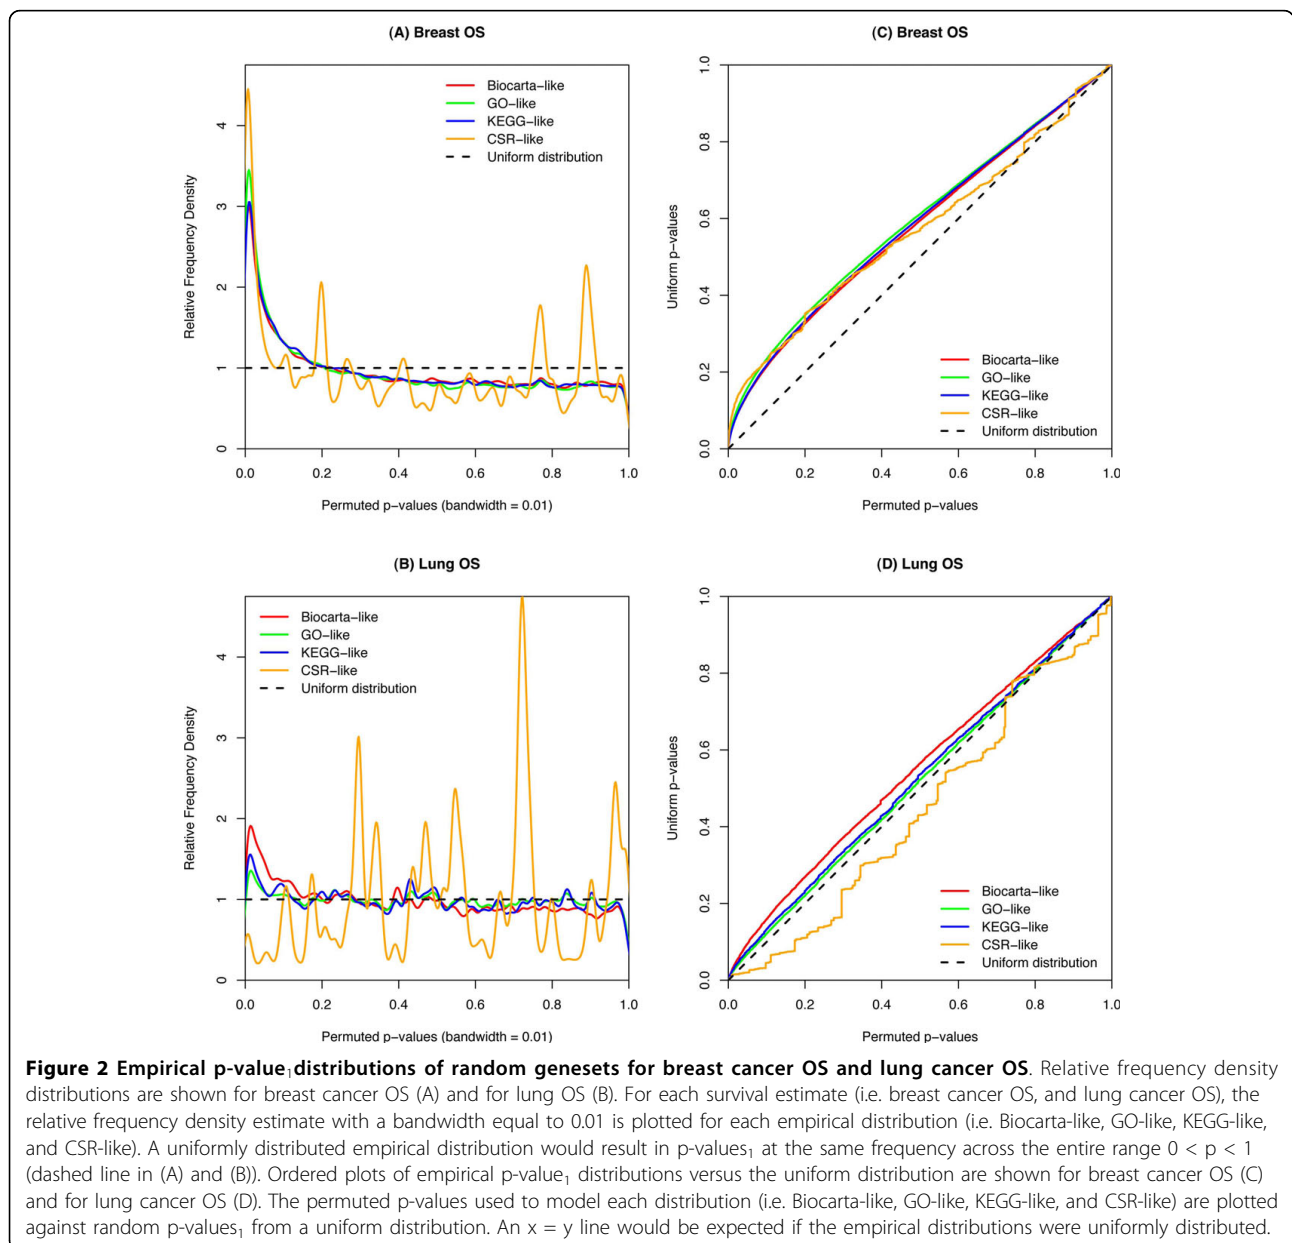 (A) Breast OS
Relative Frequency Density
0 1 2 3 4
Biocarta−like
GO−like
KEGG−like
CSR−like
Uniform distribution
0.0 0.2 0.4 0.6 0.8 1.0
Permuted p−values (bandwidth = 0.01)
(C) Breast OS
Uniform p−values
0.0 0.2 0.4 0.6 0.8 1.0
Biocarta−like
GO−like
KEGG−like
CSR−like
Uniform distribution
0.0 0.2 0.4 0.6 0.8 1.0
Permuted p−values
(B) Lung OS
Relative Frequency Density
0 1 2 3 4
Biocarta−like
GO−like
KEGG−like
CSR−like
Uniform distribution
0.0 0.2 0.4 0.6 0.8 1.0
Permuted p−values (bandwidth = 0.01)
(D) Lung OS
Uniform p−values
0.0 0.2 0.4 0.6 0.8 1.0
Biocarta−like
GO−like
KEGG−like
CSR−like
Uniform distribution
0.0 0.2 0.4 0.6 0.8 1.0
Permuted p−values
Figure 2 Empirical p-value₁distributions of random genesets for breast cancer OS and lung cancer OS. Relative frequency density
distributions are shown for breast cancer OS (A) and for lung OS (B). For each survival estimate (i.e. breast cancer OS, and lung cancer OS), the
relative frequency density estimate with a bandwidth equal to 0.01 is plotted for each empirical distribution (i.e. Biocarta-like, GO-like, KEGG-like,
and CSR-like). A uniformly distributed empirical distribution would result in p-values₁ at the same frequency across the entire range 0 < p < 1
(dashed line in (A) and (B)). Ordered plots of empirical p-value₁ distributions versus the uniform distribution are shown for breast cancer OS (C)
and for lung cancer OS (D). The permuted p-values used to model each distribution (i.e. Biocarta-like, GO-like, KEGG-like, and CSR-like) are plotted
against random p-values₁ from a uniform distribution. An x = y line would be expected if the empirical distributions were uniformly distributed.